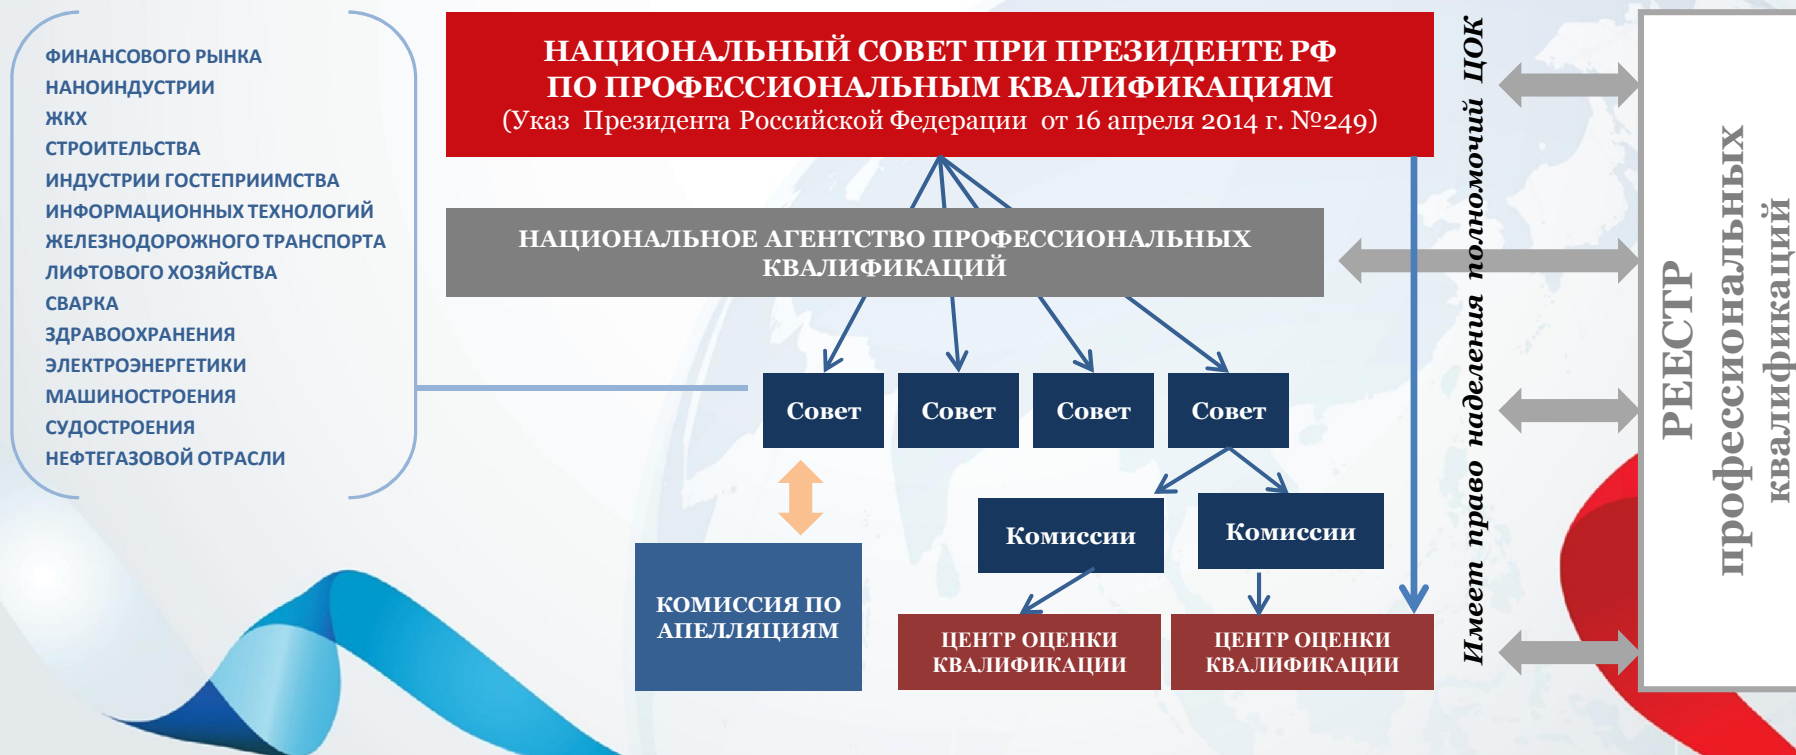 ФИНАНСОВОГО РЫНКА
НАНОИНДУСТРИИ
ЖКХ
СТРОИТЕЛЬСТВА
ИНДУСТРИИ ГОСТЕПРИИМСТВА
ИНФОРМАЦИОННЫХ ТЕХНОЛОГИЙ
ЖЕЛЕЗНОДОРОЖНОГО ТРАНСПОРТА
ЛИФТОВОГО ХОЗЯЙСТВА
СВАРКА
ЗДРАВООХРАНЕНИЯ
ЭЛЕКТРОЭНЕРГЕТИКИ
МАШИНОСТРОЕНИЯ
СУДОСТРОЕНИЯ
НЕФТЕГАЗОВОЙ ОТРАСЛИ
НАЦИОНАЛЬНЫЙ СОВЕТ ПРИ ПРЕЗИДЕНТЕ РФ
ПО ПРОФЕССИОНАЛЬНЫМ КВАЛИФИКАЦИЯМ
(Указ Президента Российской Федерации от 16 апреля 2014 г. №249)
НАЦИОНАЛЬНОЕ АГЕНТСТВО ПРОФЕССИОНАЛЬНЫХ
КВАЛИФИКАЦИЙ
Совет
Совет
Совет
Совет
Комиссии
Комиссии
КОМИССИЯ ПО
АПЕЛЛЯЦИЯМ
ЦЕНТР ОЦЕНКИ
КВАЛИФИКАЦИИ
ЦЕНТР ОЦЕНКИ
КВАЛИФИКАЦИИ
Имеет право наделения полномочий ЦОК
РЕЕСТР
профессиональных
квалификаций